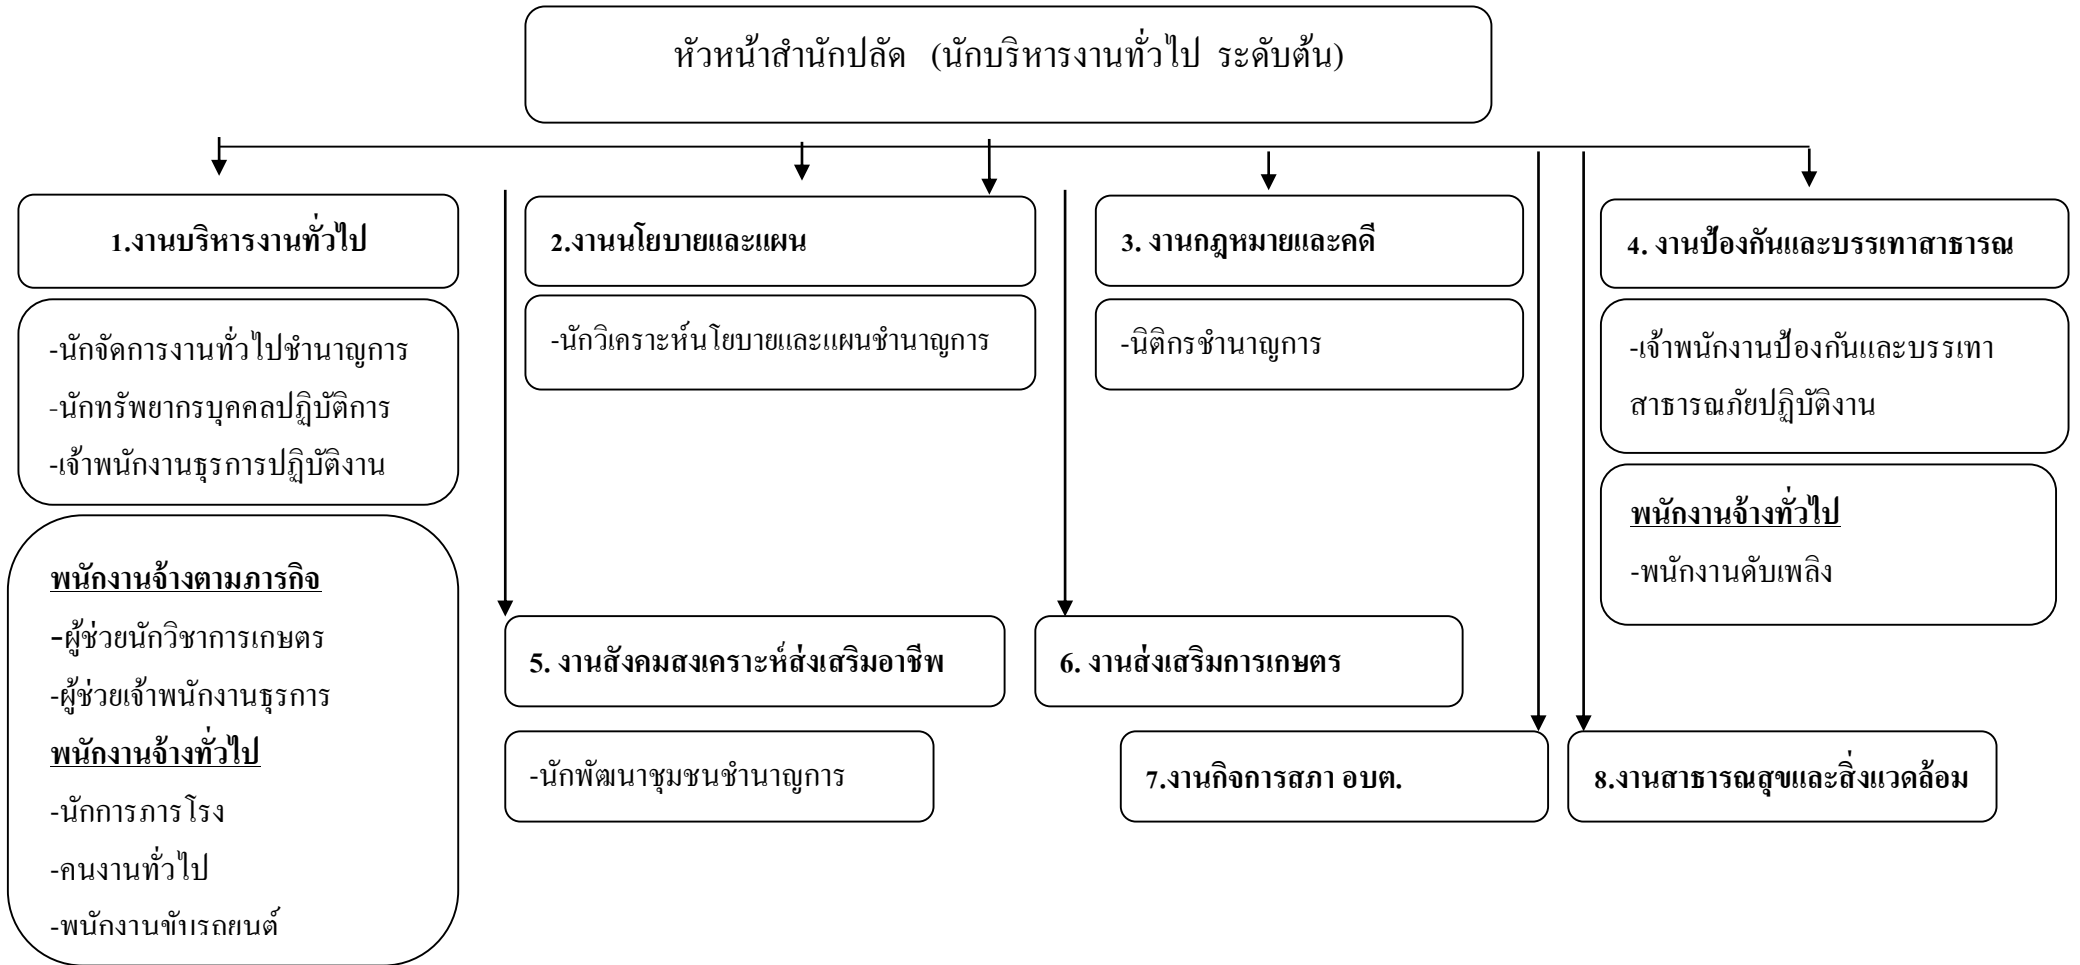 หัวหน้าสำนักปลัด (นักบริหารงานทั่วไป ระดับต้น)
1.งานบริหารงานทั่วไป
-นักจัดการงานทั่วไปชำนาญการ
-นักทรัพยากรบุคคลปฏิบัติการ
-เจ้าพนักงานธุรการปฏิบัติงาน
พนักงานจ้างตามภารกิจ
-ผู้ช่วยนักวิชาการเกษตร
-ผู้ช่วยเจ้าพนักงานธุรการ
พนักงานจ้างทั่วไป
-นักการภารโรง
-คนงานทั่วไป
-พนักงานขับรถยนต์
2.งานนโยบายและแผน
-นักวิเคราะห์นโยบายและแผนชำนาญการ
3. งานกฎหมายและคดี
-นิติกรชำนาญการ
4. งานป้องกันและบรรเทาสาธารณ
-เจ้าพนักงานป้องกันและบรรเทา
สาธารณภัยปฏิบัติงาน
พนักงานจ้างทั่วไป
-พนักงานดับเพลิง
5. งานสังคมสงเคราะห์ส่งเสริมอาชีพ
-นักพัฒนาชุมชนชำนาญการ
6. งานส่งเสริมการเกษตร
7.งานกิจการสภา อบต.
8.งานสาธารณสุขและสิ่งแวดล้อม